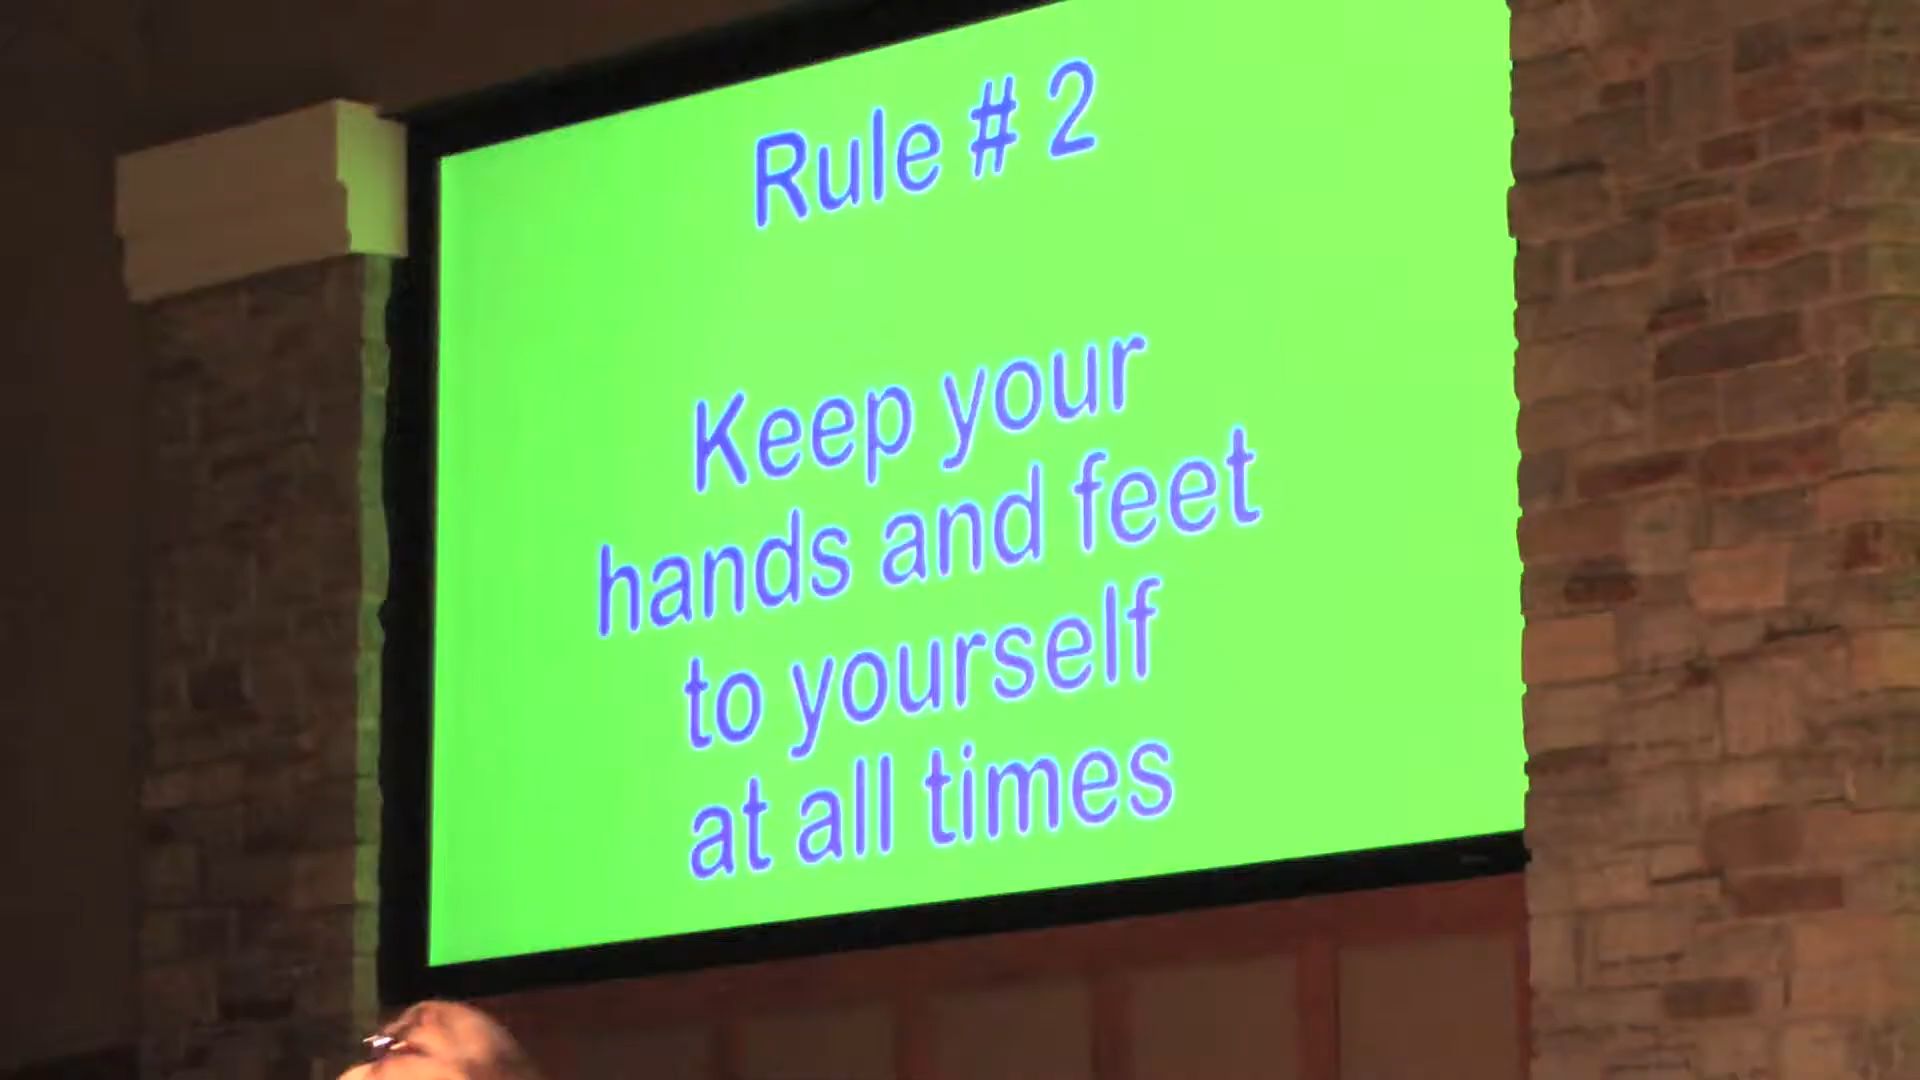 Rule # 2
Keep your
hands and feet
to yourself
at all times